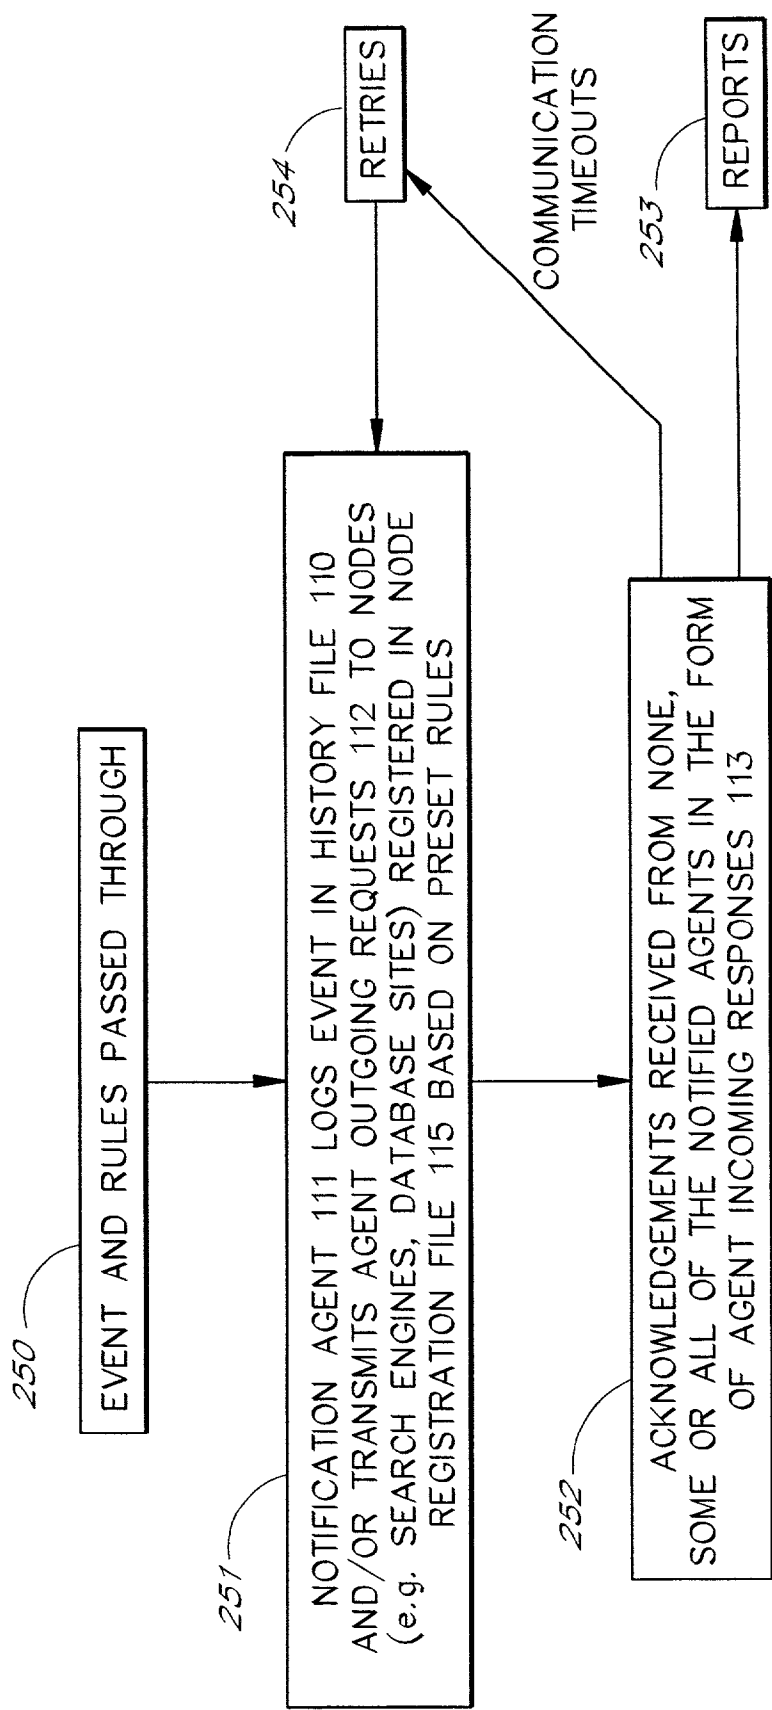 250
EVENT AND RULES PASSED THROUGH
251
NOTIFICATION AGENT 111 LOGS EVENT IN HISTORY FILE 110
AND/OR TRANSMITS AGENT OUTGOING REQUESTS 112 TO NODES
(e.g. SEARCH ENGINES, DATABASE SITES) REGISTERED IN NODE
REGISTRATION FILE 115 BASED ON PRESET RULES
254
RETRIES
COMMUNICATION
TIMEOUTS
252
ACKNOWLEDGEMENTS RECEIVED FROM NONE,
SOME OR ALL OF THE NOTIFIED AGENTS IN THE FORM
OF AGENT INCOMING RESPONSES 113
253
REPORTS